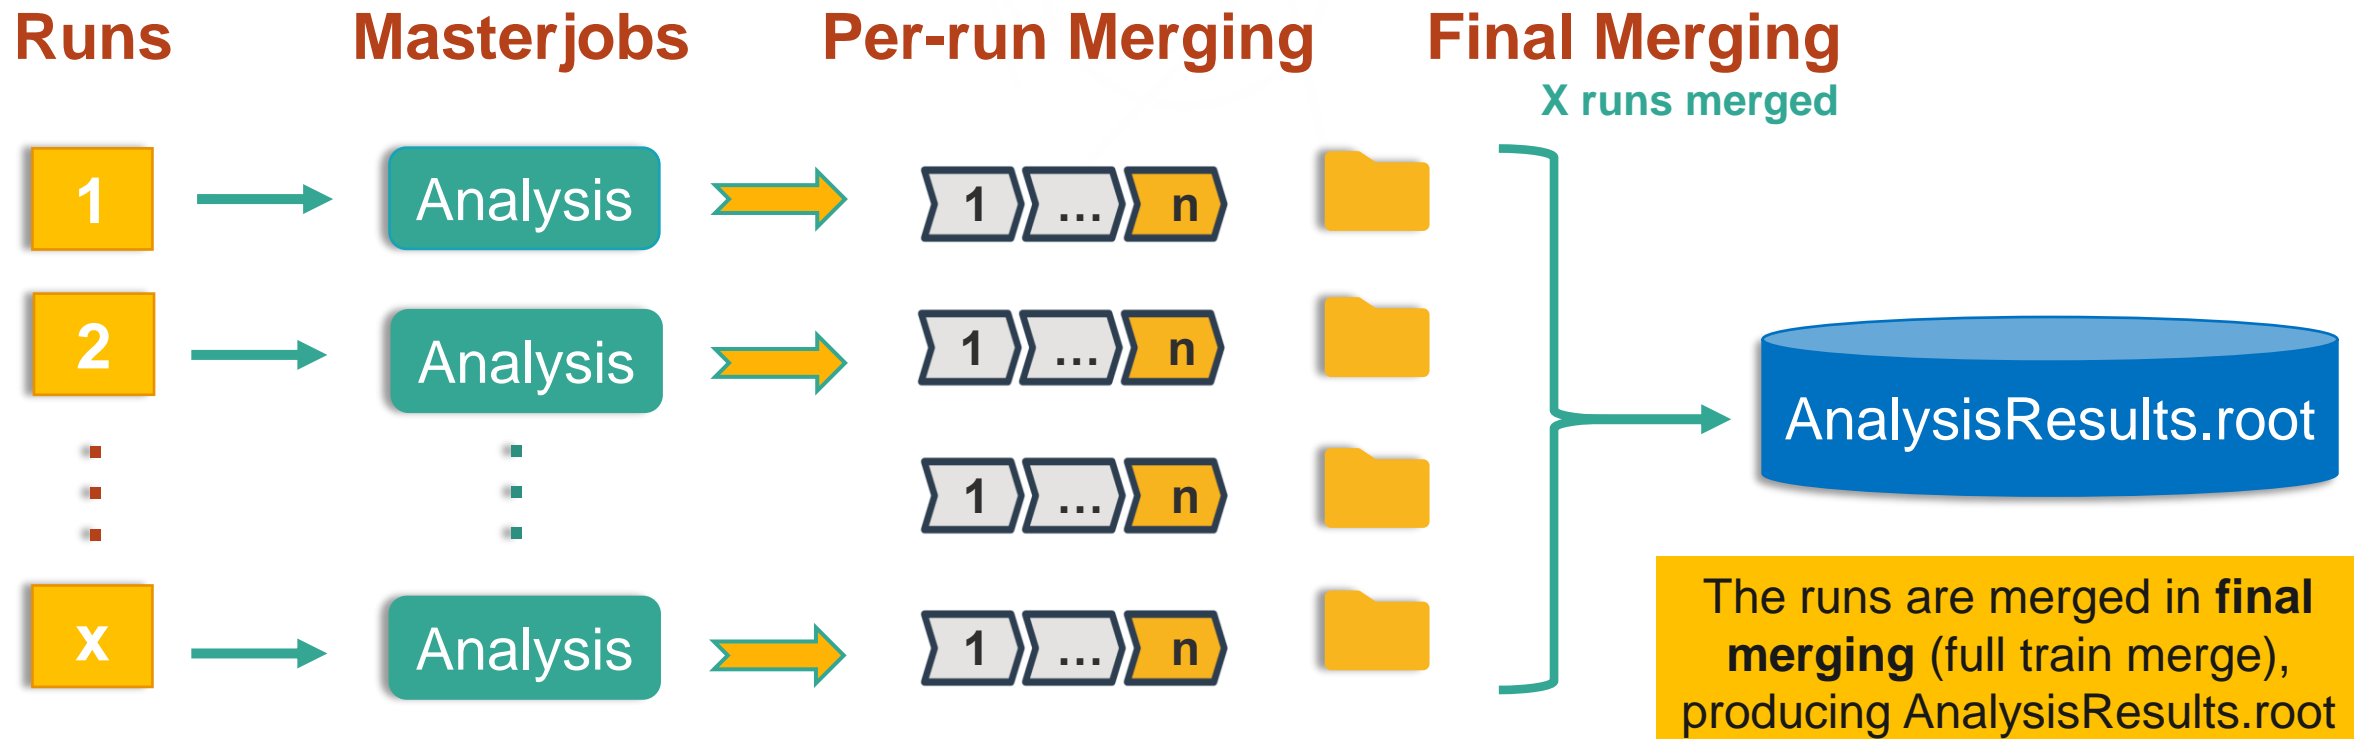 Runs Masterjobs Per-run Merging Final Merging
X runs merged
1 Analysis 1 ... n
2 Analysis 1 ... n
AnalysisResults.root
1 ... n
x Analysis 1 ... n
The runs are merged in final
merging (full train merge),
producing AnalysisResults.root